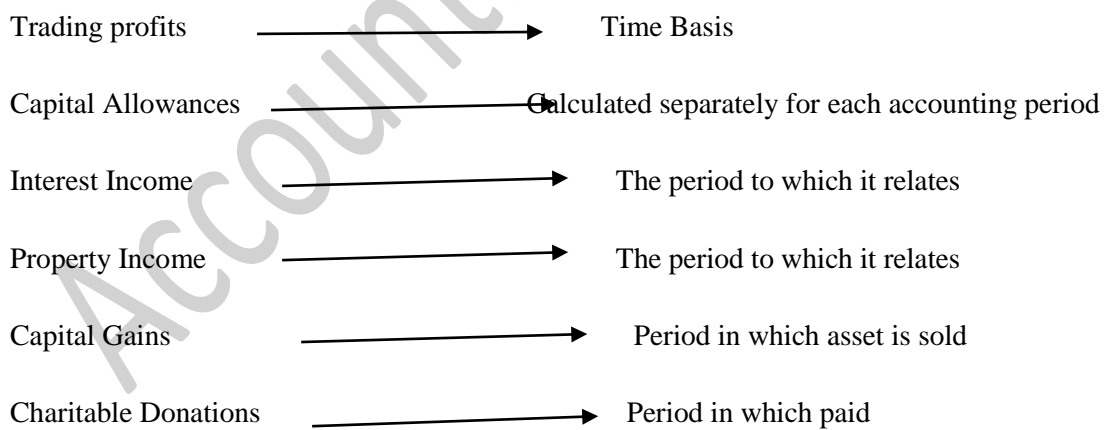 Trading profits Time Basis
Capital Allowances Calculated separately for each accounting period
Interest Income The period to which it relates
Property Income The period to which it relates
Capital Gains Period in which asset is sold
Charitable Donations Period in which paid
Account